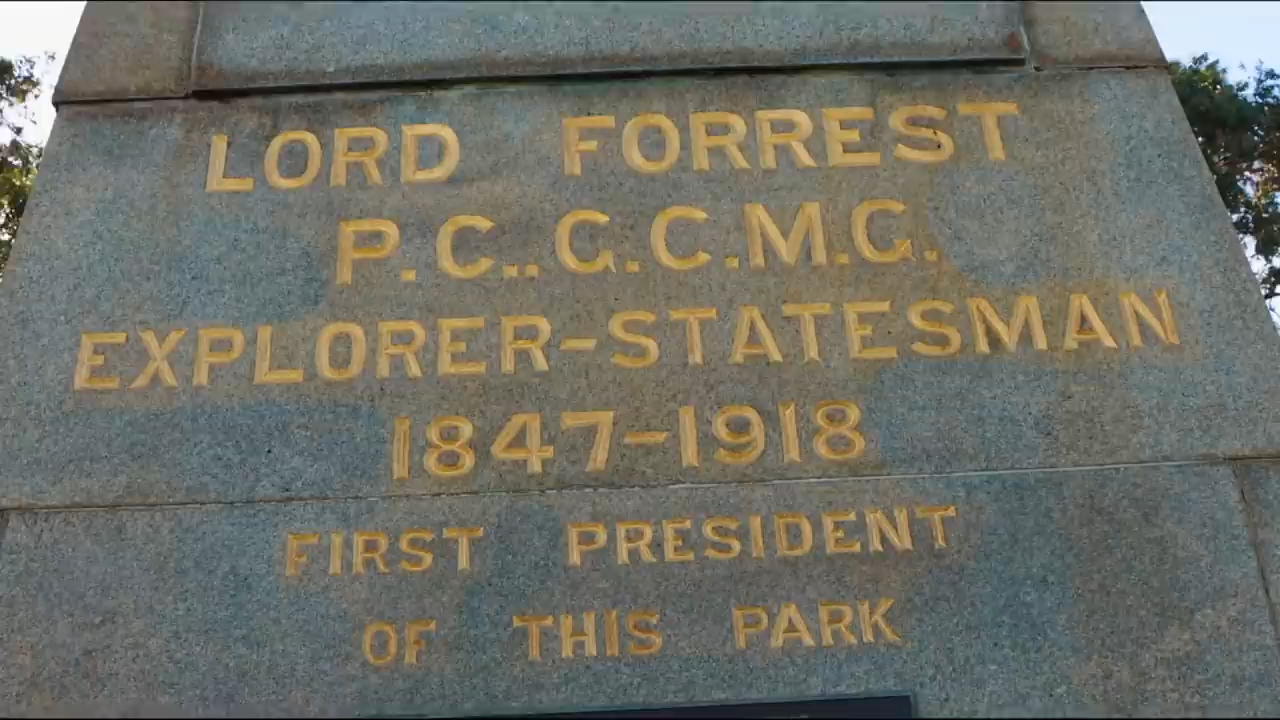 LORD FORREST
P.C..G.C.M.G.
EXPLORER-STATESMAN
1847-1918
FIRST PRESIDENT
OF THIS PARK